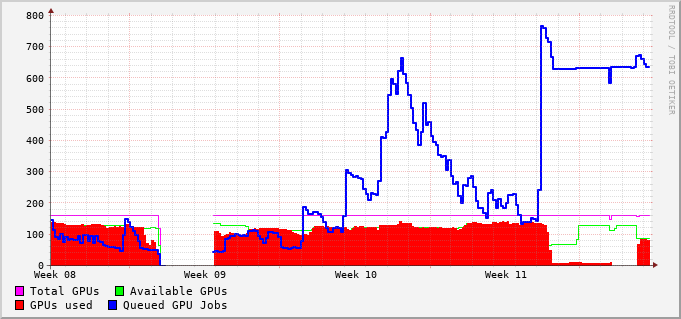 800
700
600
500
400
300
200
100
0
Week 08 Week 09 Week 10 Week 11
Total GPUs Available GPUs
GPUs used Queued GPU Jobs
RRDTOOL / TOBI OETIKER